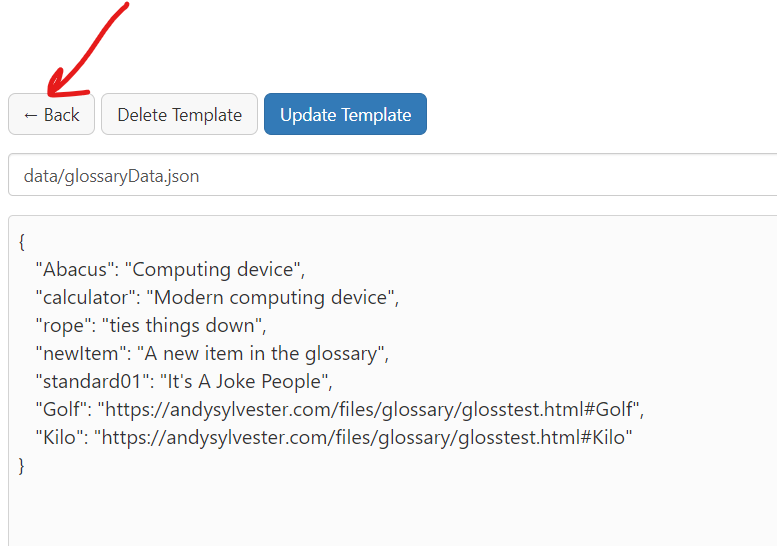 ← Back Delete Template Update Template
data/glossaryData.json
{
"Abacus": "Computing device",
"calculator": "Modern computing device",
"rope": "ties things down",
"newItem": "A new item in the glossary",
"standard01": "It's A Joke People",
"Golf": "https://andysylvester.com/files/glossary/glosstest.html#Golf",
"Kilo": "https://andysylvester.com/files/glossary/glosstest.html#Kilo"
}